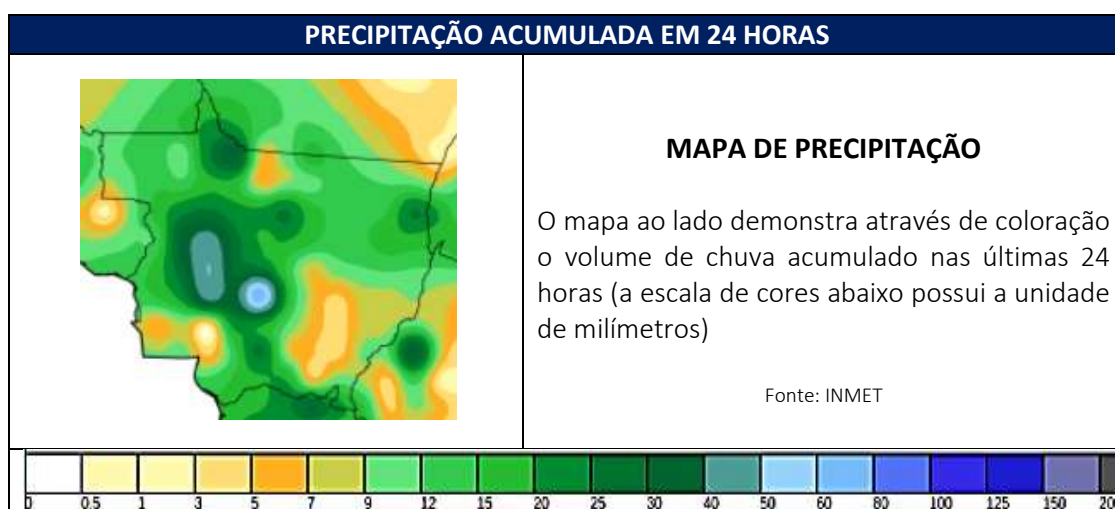 PRECIPITAÇÃO ACUMULADA EM 24 HORAS
MAPA DE PRECIPITAÇÃO
O mapa ao lado demonstra através de coloração
o volume de chuva acumulado nas últimas 24
horas (a escala de cores abaixo possui a unidade
de milímetros)
Fonte: INMET
0 0.5 1 3 5 7 9 12 15 20 25 30 40 50 60 80 100 125 150